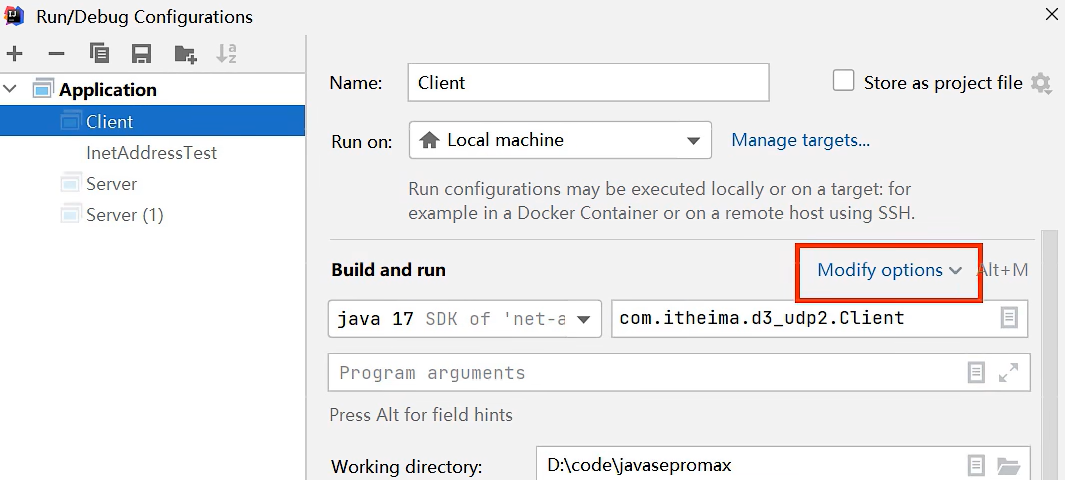 Run/Debug Configurations
Application
Client
InetAddressTest
Server
Server (1)
Name: Client Store as project file
Run on: Local machine Manage targets...
Run configurations may be executed locally or on a target: for
example in a Docker Container or on a remote host using SSH.
Build and run Modify options Alt+M
java 17 SDK of 'net-a com.itheima.d3_udp2.Client
Program arguments
Press Alt for field hints
Working directory: D:\code\javasepromax